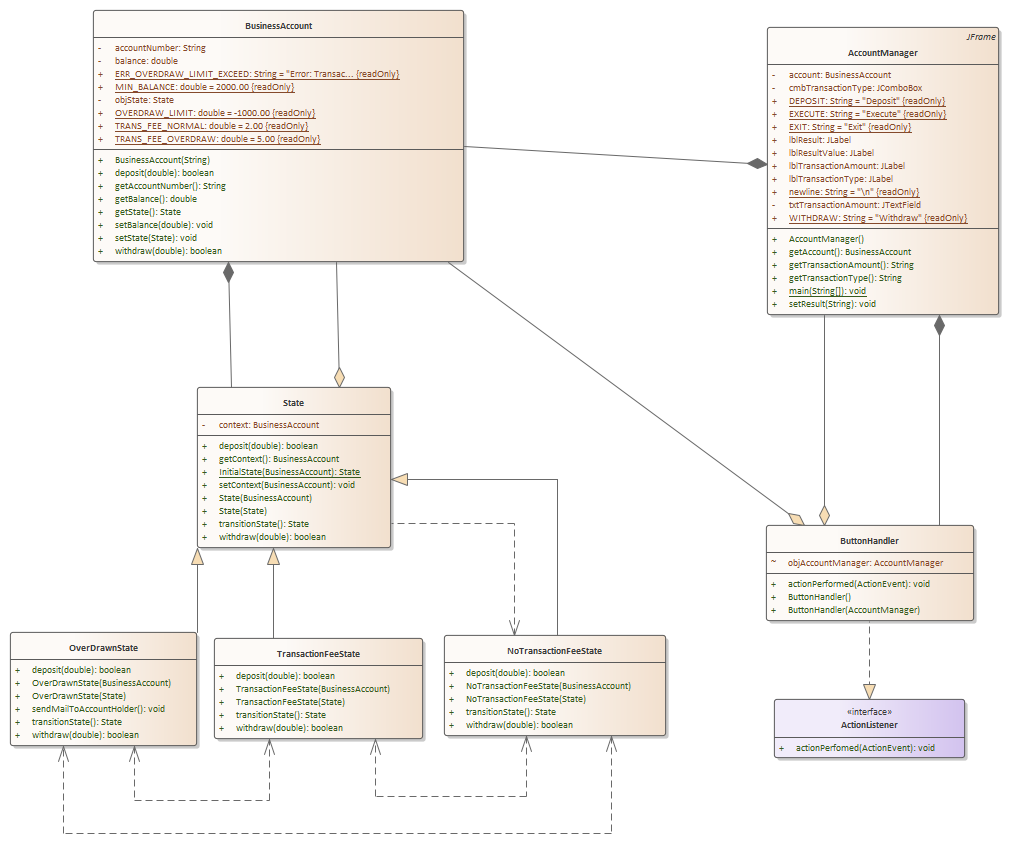 BusinessAccount
- accountNumber: String
- balance: double
+ ERR_OVERDRAW_LIMIT_EXCEED: String = "Error: Transac... {readOnly}
+ MIN_BALANCE: double = 2000.00 {readOnly}
- objState: State
+ OVERDRAW_LIMIT: double = -1000.00 {readOnly}
+ TRANS_FEE_NORMAL: double = 2.00 {readOnly}
+ TRANS_FEE_OVERDRAW: double = 5.00 {readOnly}
+ BusinessAccount(String)
+ deposit(double): boolean
+ getAccountNumber(): String
+ getBalance(): double
+ getState(): State
+ setBalance(double): void
+ setState(State): void
+ withdraw(double): boolean
JFrame
AccountManager
- account: BusinessAccount
- cmbTransactionType: JComboBox
+ DEPOSIT: String = "Deposit" {readOnly}
+ EXECUTE: String = "Execute" {readOnly}
+ EXIT: String = "Exit" {readOnly}
+ lblResult: JLabel
+ lblResultValue: JLabel
+ lblTransactionAmount: JLabel
+ lblTransactionType: JLabel
+ newline: String = "\n" {readOnly}
- txtTransactionAmount: JTextField
+ WITHDRAW: String = "Withdraw" {readOnly}
+ AccountManager()
+ getAccount(): BusinessAccount
+ getTransactionAmount(): String
+ getTransactionType(): String
+ main(String[]): void
+ setResult(String): void
State
- context: BusinessAccount
+ deposit(double): boolean
+ getContext(): BusinessAccount
+ InitialState(BusinessAccount): State
+ setContext(BusinessAccount): void
+ State(BusinessAccount)
+ State(State)
+ transitionState(): State
+ withdraw(double): boolean
ButtonHandler
~ objAccountManager: AccountManager
+ actionPerformed(ActionEvent): void
+ ButtonHandler()
+ ButtonHandler(AccountManager)
OverDrawnState
+ deposit(double): boolean
+ OverDrawnState(BusinessAccount)
+ OverDrawnState(State)
+ sendMailToAccountHolder(): void
+ transitionState(): State
+ withdraw(double): boolean
TransactionFeeState
+ deposit(double): boolean
+ TransactionFeeState(BusinessAccount)
+ TransactionFeeState(State)
+ transitionState(): State
+ withdraw(double): boolean
NoTransactionFeeState
+ deposit(double): boolean
+ NoTransactionFeeState(BusinessAccount)
+ NoTransactionFeeState(State)
+ transitionState(): State
+ withdraw(double): boolean
«interface»
ActionListener
+ actionPerfomed(ActionEvent): void